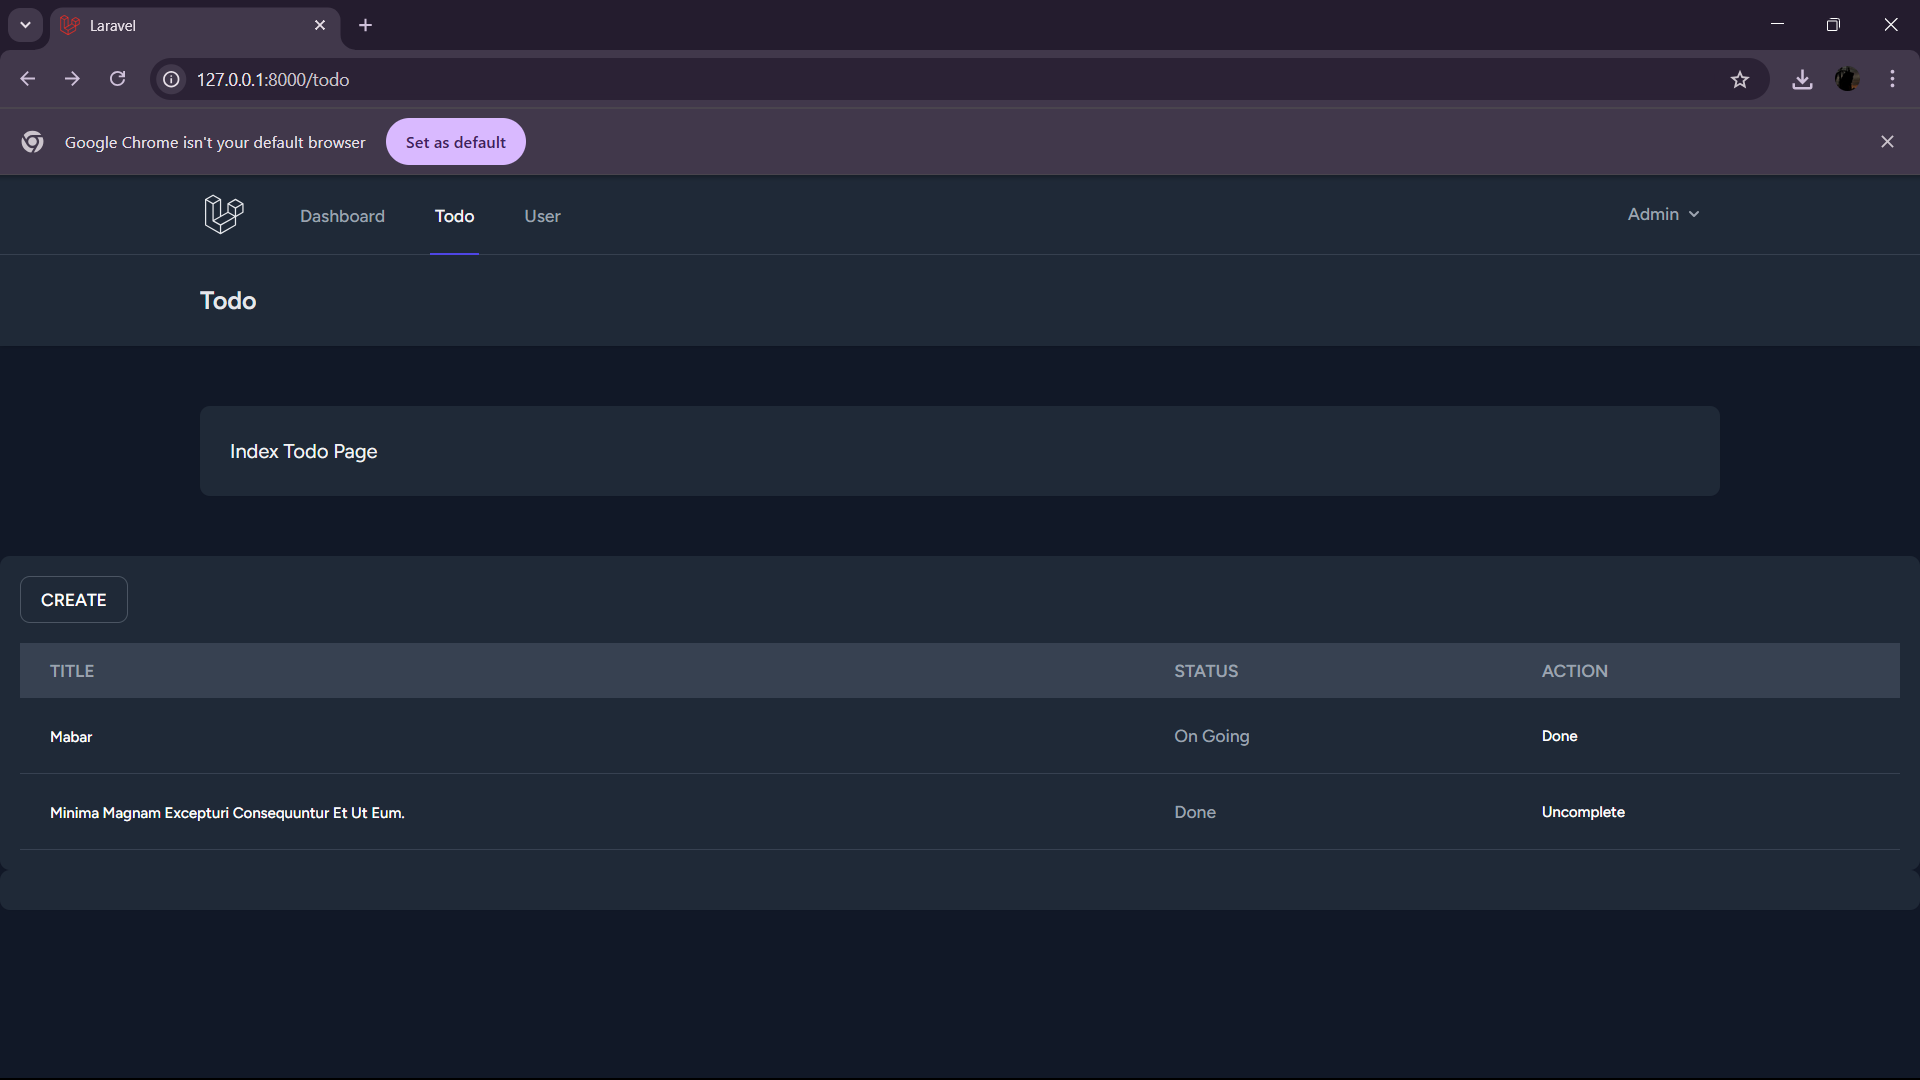 Laravel
127.0.0.1:8000/todo
Google Chrome isn't your default browser Set as default
Dashboard Todo User Admin
Todo
Index Todo Page
CREATE
TITLE STATUS ACTION
Mabar On Going Done
Minima Magnam Excepturi Consequuntur Et Ut Eum. Done Uncomplete